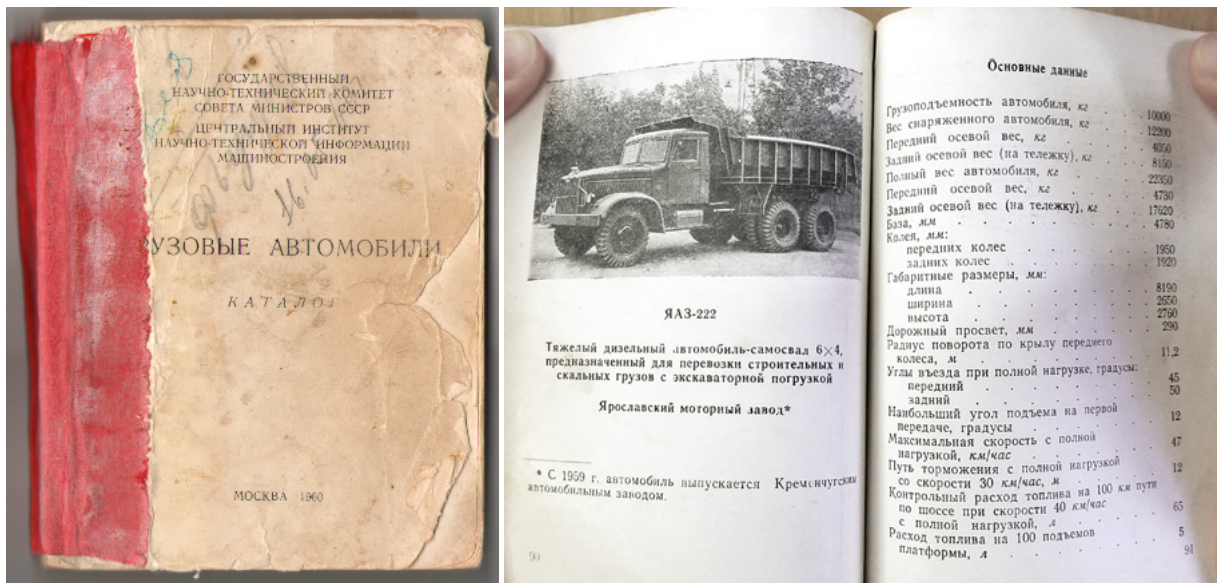 ГОСУДАРСТВЕННЫЙ
НАУЧНО-ТЕХНИЧЕСКИЙ КОМИТЕТ
СОВЕТА МИНИСТРОВ СССР
ЦЕНТРАЛЬНЫЙ ИНСТИТУТ
НАУЧНО-ТЕХНИЧЕСКОЙ ИНФОРМАЦИИ
МАШИНОСТРОЕНИЯ
РУЗОВЫЕ АВТОМОБИЛИ
КАТАЛОГ
МОСКВА 1960
ЯАЗ-222
Тяжелый дизельный автомобиль-самосвал 6×4,
предназначенный для перевозки строительных и
скальных грузов с экскаваторной погрузкой
Ярославский моторный завод*
* С 1959 г. автомобиль выпускается Кременчугским
автомобильным заводом.
90
Основные данные
Грузоподъемность автомобиля, кг . . 10000
Вес снаряженного автомобиля, кг . . 12200
Передний осевой вес, кг . . . 4050
Задний осевой вес (на тележку), кг . . 8150
Полный вес автомобиля, кг . . . 22350
Передний осевой вес, кг . . . 4730
Задний осевой вес (на тележку), кг . . 17620
База, мм . . . 4780
Колея, мм:
передних колес . . . 1950
задних колес . . . 1920
Габаритные размеры, мм:
длина . . . 8190
ширина . . . 2650
высота . . . 2760
Дорожный просвет, мм . . . 290
Радиус поворота по крылу переднего
колеса, м . . . 11,2
Углы въезда при полной нагрузке, градусы:
передний . . . 45
задний . . . 50
Наибольший угол подъема на первой
передаче, градусы . . . 12
Максимальная скорость с полной
нагрузкой, км/час . . . 47
Путь торможения с полной нагрузкой
со скорости 30 км/час, м . . . 12
Контрольный расход топлива на 100 км пути
по шоссе при скорости 40 км/час
с полной нагрузкой, л . . . 65
Расход топлива на 100 подъемов
платформы, л . . . 5
91